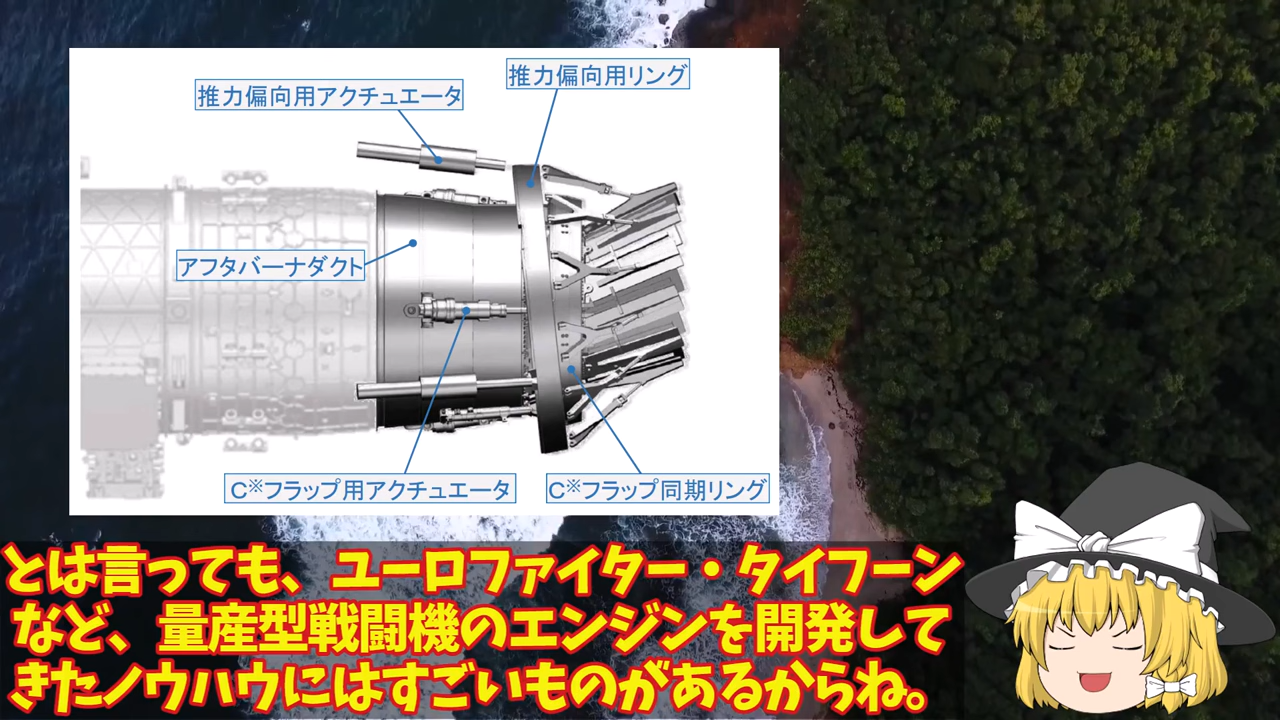 推力偏向用リング
推力偏向用アクチュエータ
アフタバーナダクト
C※フラップ用アクチュエータ
C※フラップ同期リング
とは言っても、ユーロファイター・タイフーン
など、量産型戦闘機のエンジンを開発して
きたノウハウにはすごいものがあるからね。